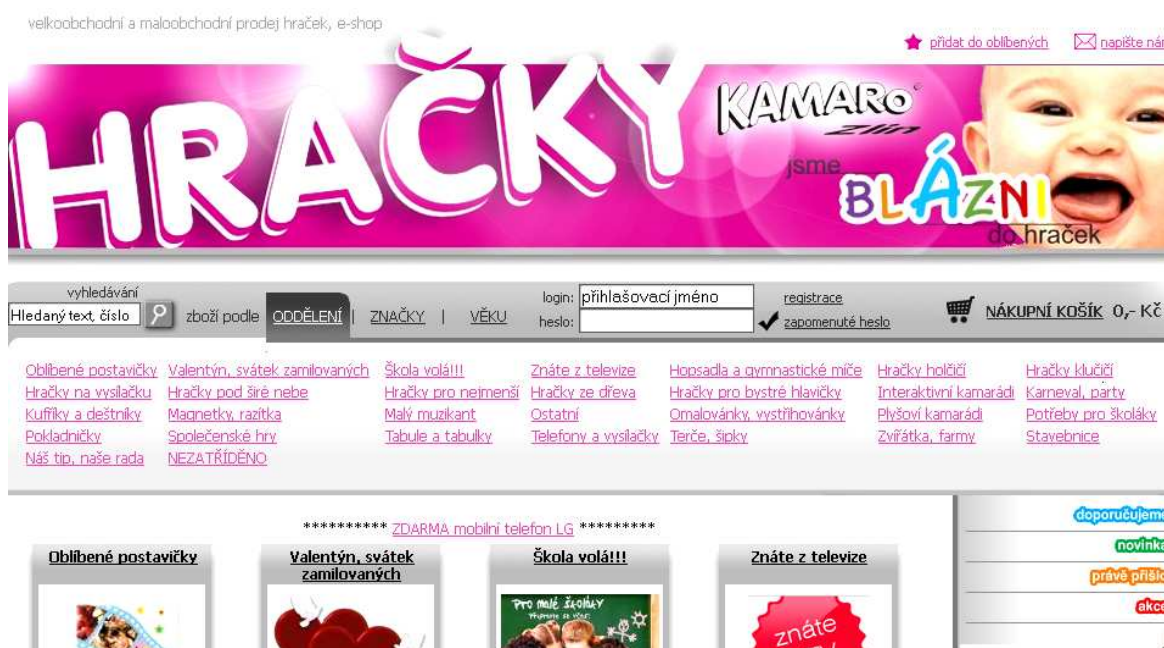 velkoobchodní a maloobchodní prodej hraček, e-shop
přidat do oblíbených
napište nám
HRAČKY
KAMARO
Zlín
jsme
BLÁZNI
do hraček
vyhledávání
Hledaný text, číslo
zboží podle ODDĚLENÍ | ZNAČKY | VĚKU
login: přihlašovací jméno
heslo:
registrace
zapomenuté heslo
NÁKUPNÍ KOŠÍK 0,- Kč
Oblíbené postavičky Valentýn, svátek zamilovaných Škola volá!!! Znáte z televize Hopsadla a gymnastické míče Hračky holčičí Hračky klučičí
Hračky na vysílačku Hračky pod širé nebe Hračky pro nejmenší Hračky ze dřeva Hračky pro bystré hlavičky Interaktivní kamarádi Karneval, party
Kufříky a deštníky Magnetky, razítka Malý muzikant Ostatní Omalovánky, vystřihovánky Plyšoví kamarádi Potřeby pro školáky
Pokladničky Společenské hry Tabule a tabulky Telefony a vysílačky Terče, šipky Zvířátka, farmy Stavebnice
Náš tip, naše rada NEZATŘÍDĚNO
********** ZDARMA mobilní telefon LG *********
doporučujeme
novinka
právě přišlo
akce
Oblíbené postavičky
Valentýn, svátek
zamilovaných
Škola volá!!!
Znáte z televize
Pro malé školáky
znáte